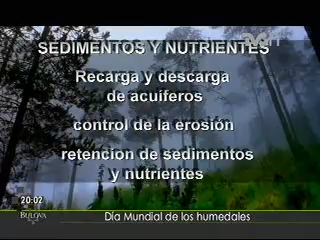 SEDIMENTOS Y NUTRIENTES
Recarga y descarga
de acuíferos
control de la erosión
retención de sedimentos
y nutrientes
20:02
BULOVA
Día Mundial de los humedales